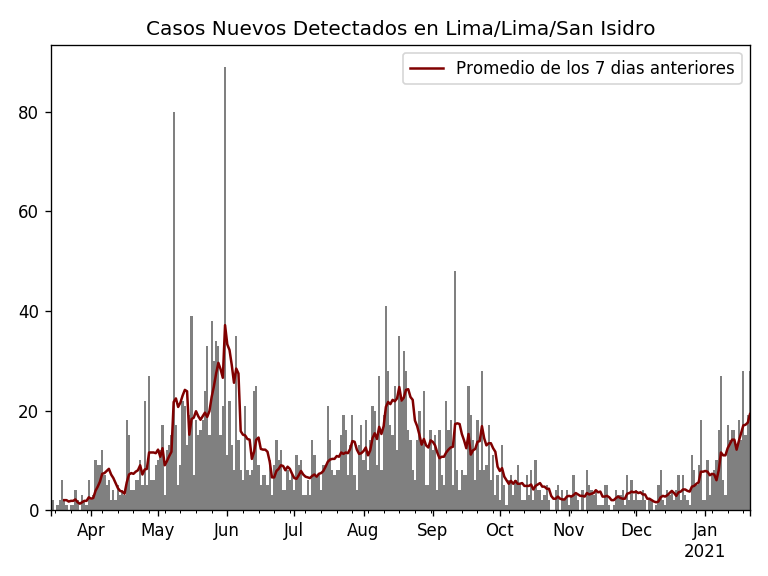 Casos Nuevos Detectados en Lima/Lima/San Isidro
Promedio de los 7 dias anteriores
80
60
40
20
0
Apr May Jun Jul Aug Sep Oct Nov Dec Jan
2021